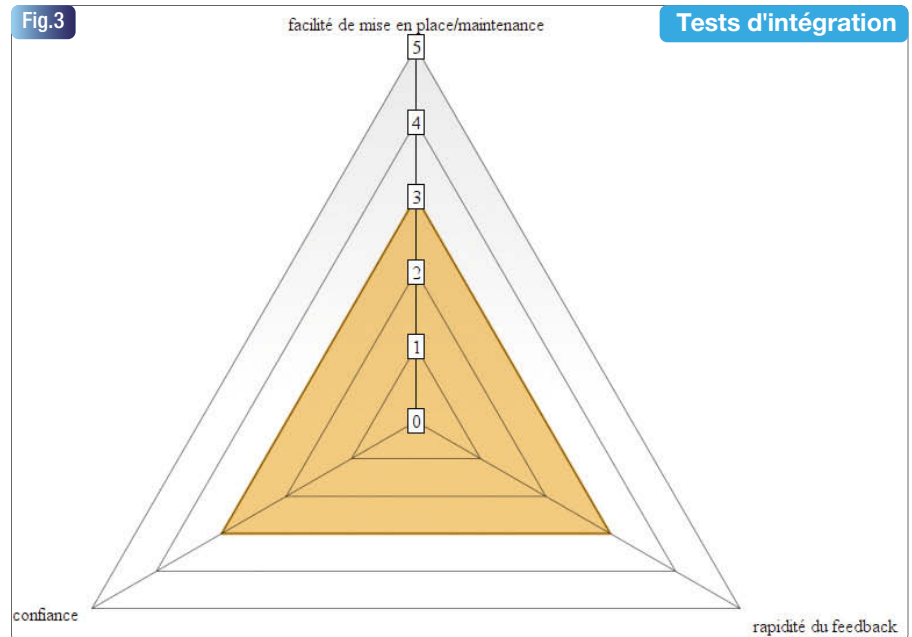 Fig.3
Tests d'intégration
facilité de mise en place/maintenance
5
4
3
2
1
0
confiance
rapidité du feedback